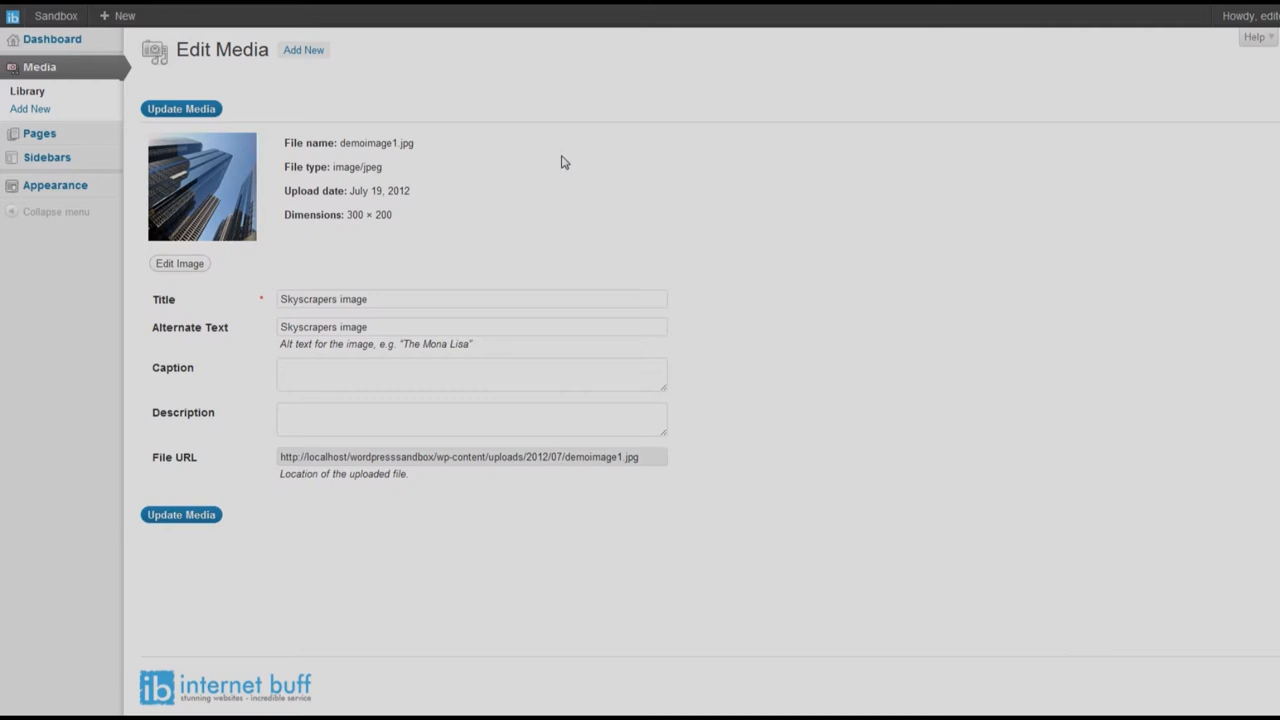 ib Sandbox + New Howdy, edit
Dashboard
Media
Library
Add New
Pages
Sidebars
Appearance
Collapse menu
Edit Media Add New
Help
Update Media
File name: demoimage1.jpg
File type: image/jpeg
Upload date: July 19, 2012
Dimensions: 300 × 200
Edit Image
Title * Skyscrapers image
Alternate Text Skyscrapers image
Alt text for the image, e.g. "The Mona Lisa"
Caption
Description
File URL http://localhost/wordpresssandbox/wp-content/uploads/2012/07/demoimage1.jpg
Location of the uploaded file.
Update Media
ib internet buff
stunning websites - incredible service